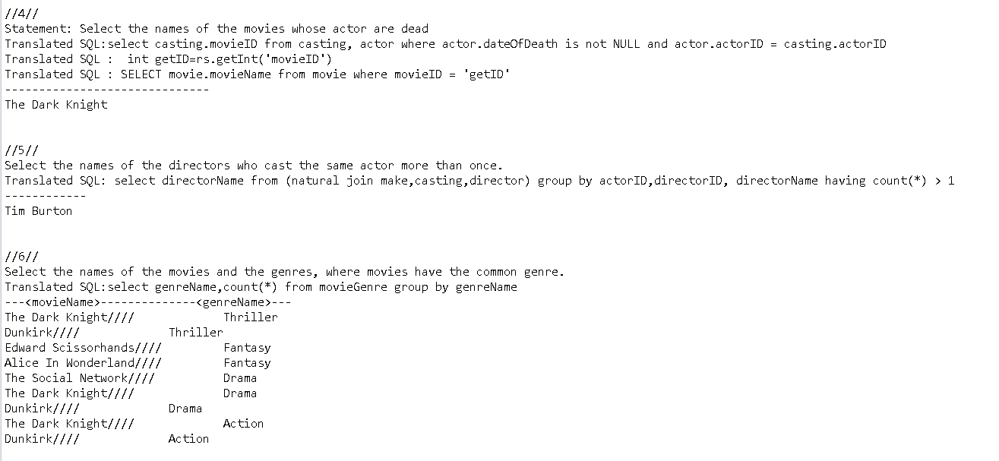 //4//
Statement: Select the names of the movies whose actor are dead
Translated SQL:select casting.movieID from casting, actor where actor.dateOfDeath is not NULL and actor.actorID = casting.actorID
Translated SQL :  int getID=rs.getInt('movieID')
Translated SQL : SELECT movie.movieName from movie where movieID = 'getID'
------------------------------
The Dark Knight
//5//
Select the names of the directors who cast the same actor more than once.
Translated SQL: select directorName from (natural join make,casting,director) group by actorID,directorID, directorName having count(*) > 1
------------
Tim Burton
//6//
Select the names of the movies and the genres, where movies have the common genre.
Translated SQL:select genreName,count(*) from movieGenre group by genreName
---<movieName>--------------<genreName>---
The Dark Knight////             Thriller
Dunkirk////             Thriller
Edward Scissorhands////         Fantasy
Alice In Wonderland////         Fantasy
The Social Network////          Drama
The Dark Knight////             Drama
Dunkirk////             Drama
The Dark Knight////             Action
Dunkirk////             Action